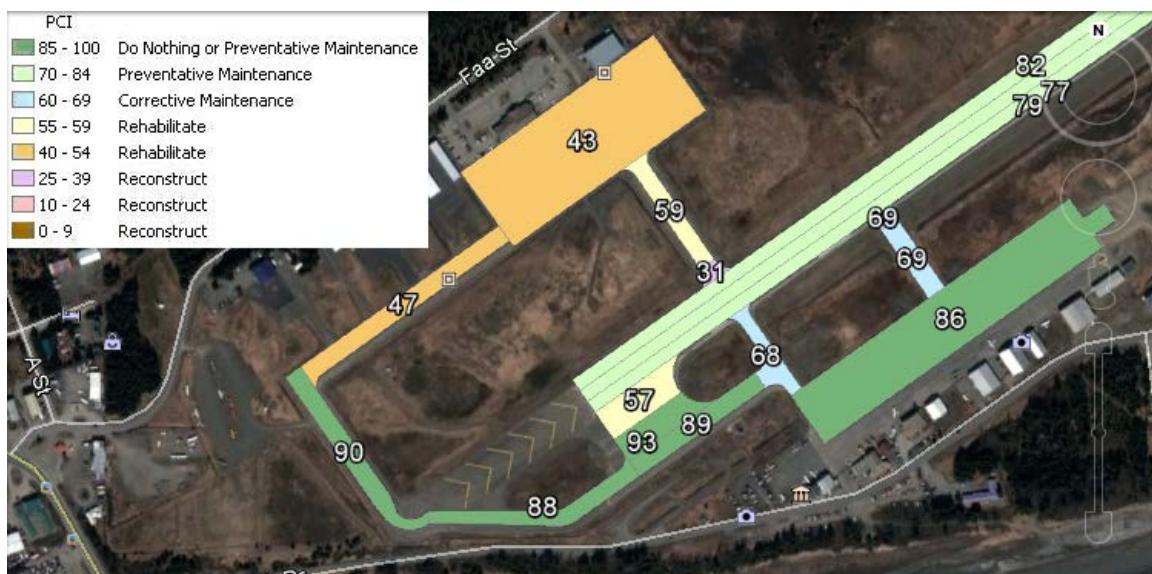 PCI
85 - 100 Do Nothing or Preventative Maintenance
70 - 84 Preventative Maintenance
60 - 69 Corrective Maintenance
55 - 59 Rehabilitate
40 - 54 Rehabilitate
25 - 39 Reconstruct
10 - 24 Reconstruct
0 - 9 Reconstruct
Faa St
N
82
77
79
43
59
69
31
69
47
86
A St
68
57
89
93
90
88